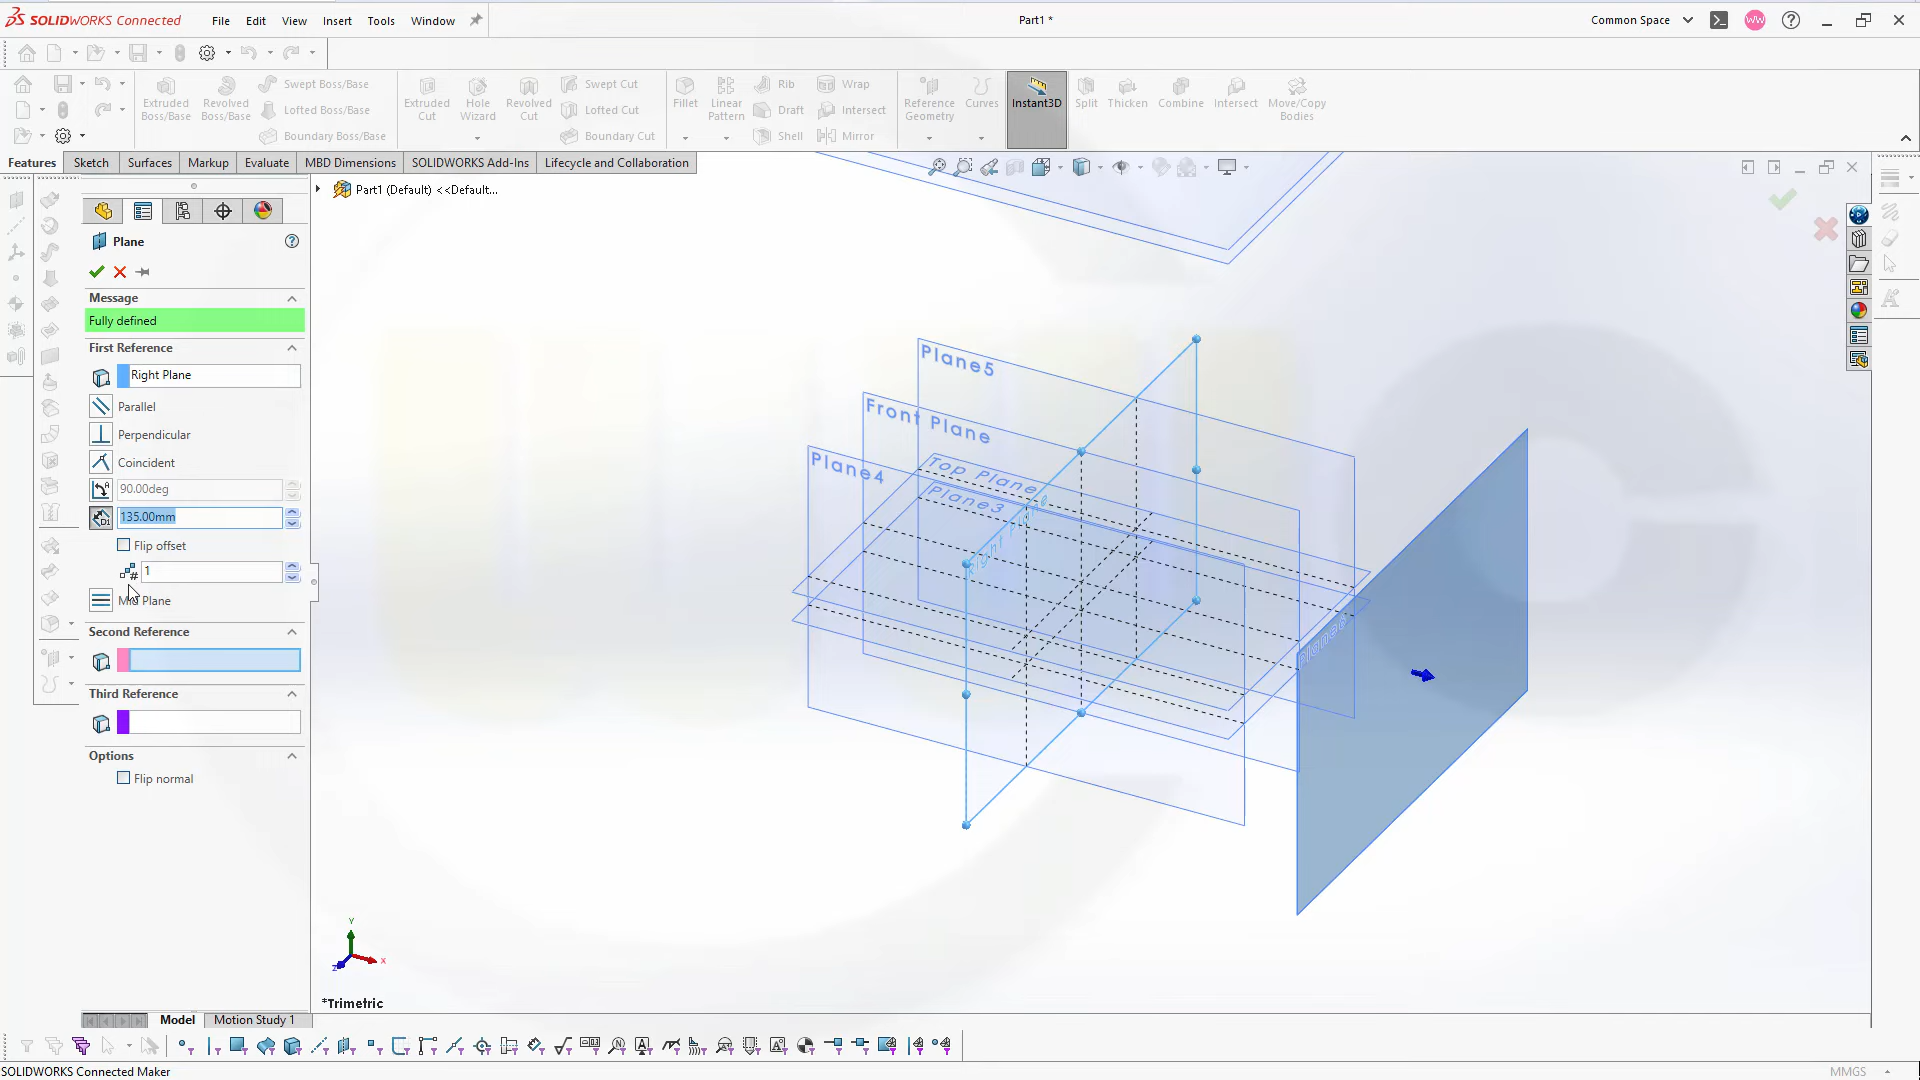 SOLIDWORKS Connected
File Edit View Insert Tools Window
Part1 *
Common Space
WW
Extruded Boss/Base
Revolved Boss/Base
Swept Boss/Base
Lofted Boss/Base
Boundary Boss/Base
Extruded Cut
Hole Wizard
Revolved Cut
Swept Cut
Lofted Cut
Boundary Cut
Fillet
Linear Pattern
Rib
Draft
Shell
Wrap
Intersect
Mirror
Reference Geometry
Curves
Instant3D
Split
Thicken
Combine
Intersect
Move/Copy Bodies
Features Sketch Surfaces Markup Evaluate MBD Dimensions SOLIDWORKS Add-Ins Lifecycle and Collaboration
Part1 (Default) <<Default...
Plane
Message
Fully defined
First Reference
Right Plane
Parallel
Perpendicular
Coincident
90.00deg
135.00mm
Flip offset
1
Mid Plane
Second Reference
Third Reference
Options
Flip normal
Plane5
Front Plane
Plane4
Top Plane
Plane3
Right Plane
Plane6
Y
X
Z
*Trimetric
Model Motion Study 1
SOLIDWORKS Connected Maker
MMGS